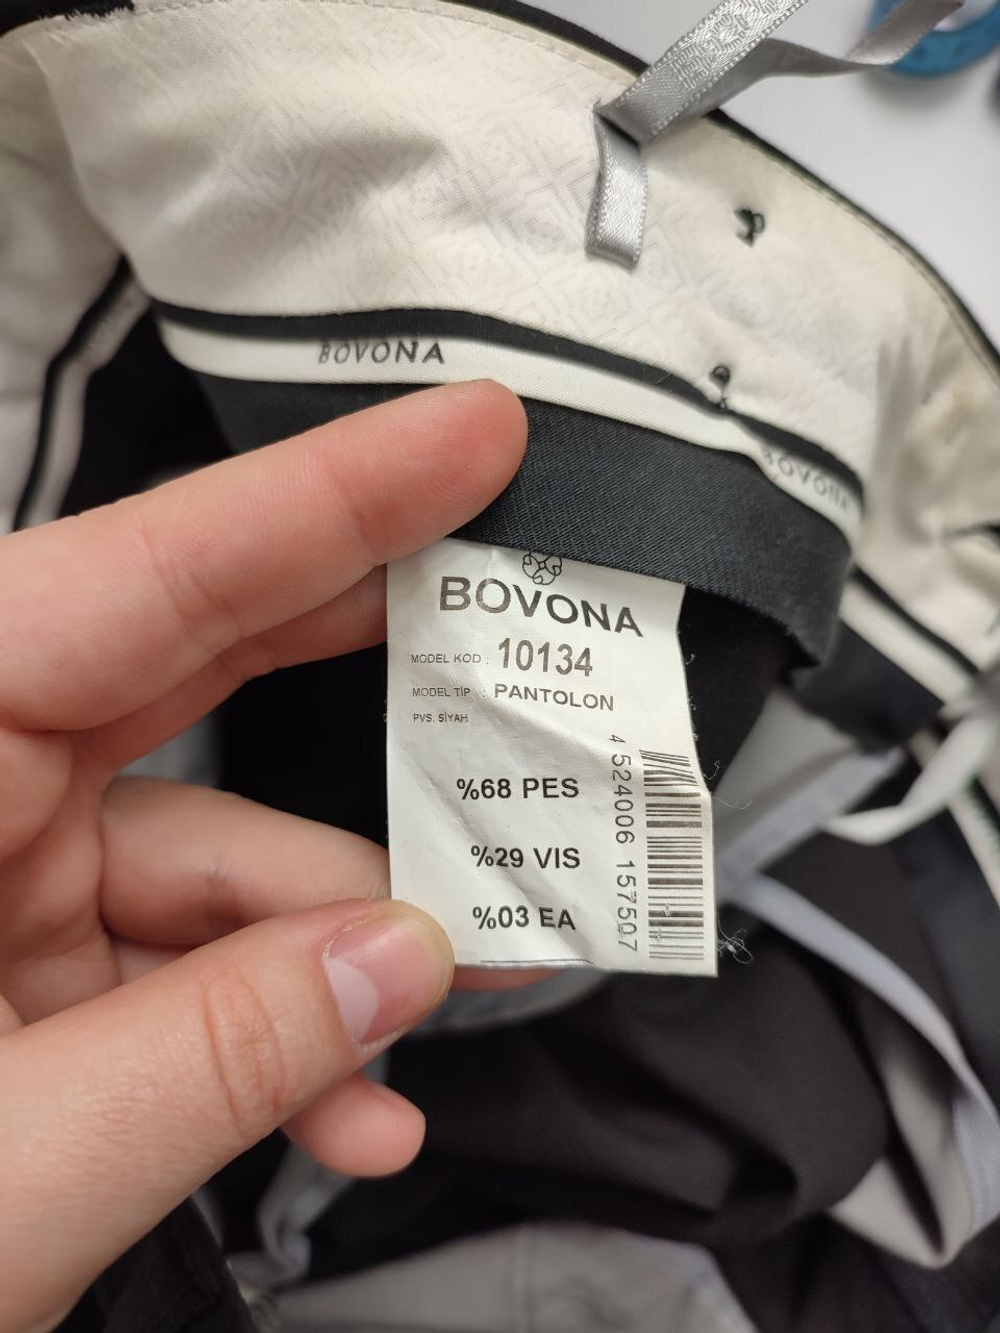 BOVONA
BOVONA
BOVONA
MODEL KOD : 10134
MODEL TİP : PANTOLON
PVS. SİYAH
%68 PES
%29 VIS
%03 EA
4 524006 157507